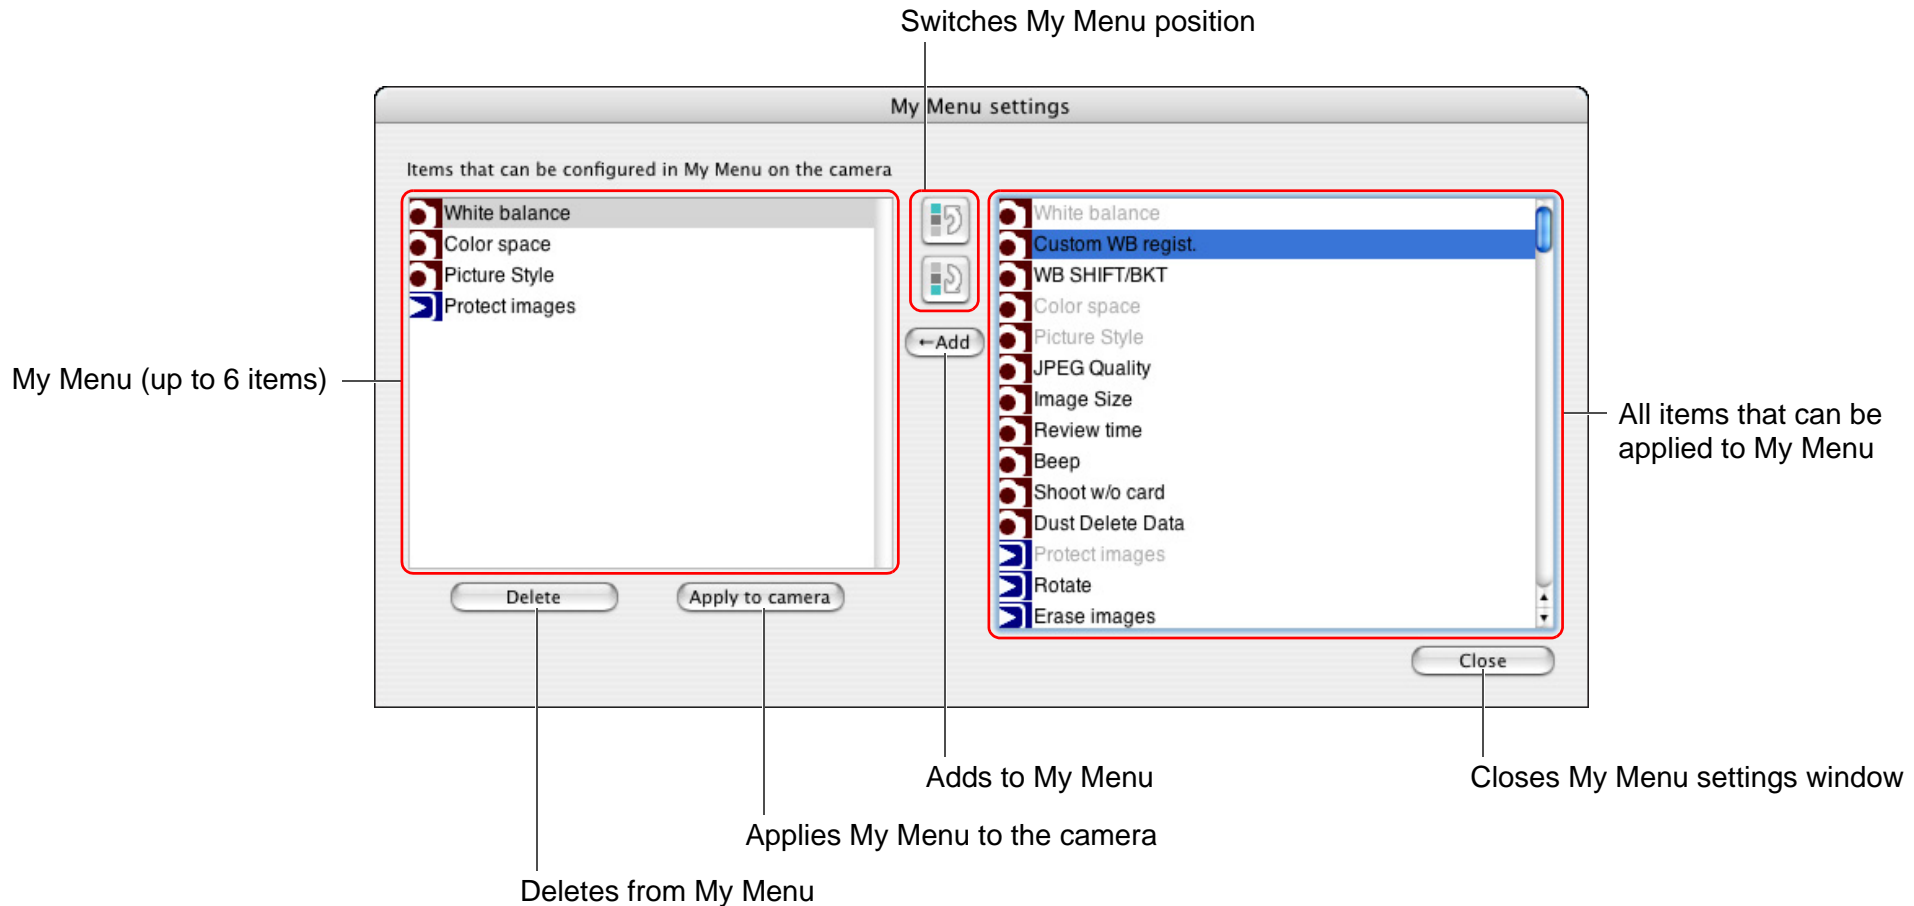 Switches My Menu position
My Menu settings
Items that can be configured in My Menu on the camera
White balance
Color space
Picture Style
Protect images
←Add
White balance
Custom WB regist.
WB SHIFT/BKT
Color space
Picture Style
JPEG Quality
Image Size
Review time
Beep
Shoot w/o card
Dust Delete Data
Protect images
Rotate
Erase images
My Menu (up to 6 items)
All items that can be
applied to My Menu
Delete
Apply to camera
Close
Adds to My Menu
Closes My Menu settings window
Applies My Menu to the camera
Deletes from My Menu